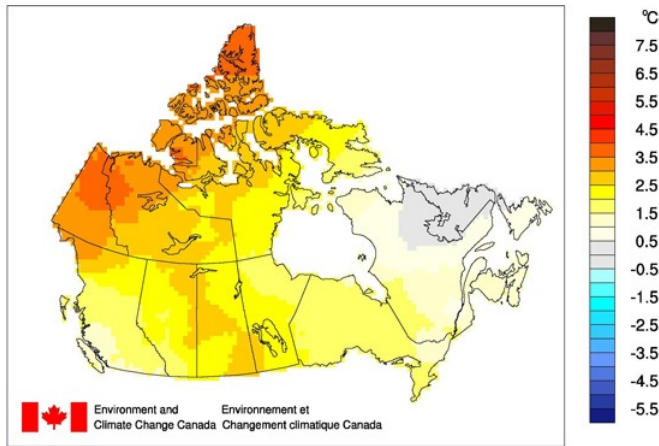 °C
7.5
6.5
5.5
4.5
3.5
2.5
1.5
0.5
-0.5
-1.5
-2.5
-3.5
-4.5
-5.5
Environment and
Climate Change Canada
Environnement et
Changement climatique Canada